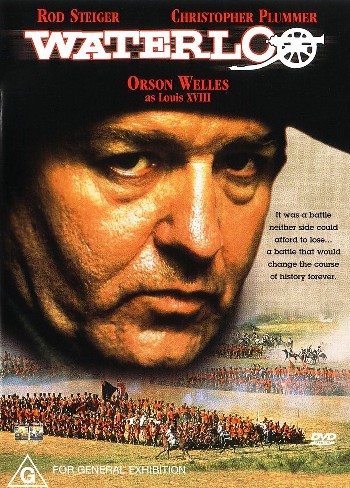 ROD STEIGER CHRISTOPHER PLUMMER
WATERLOO
ORSON WELLES
as LOUIS XVIII
It was a battle
neither side could
afford to lose...
a battle that would
change the course
of history forever.
DVD
G FOR GENERAL EXHIBITION